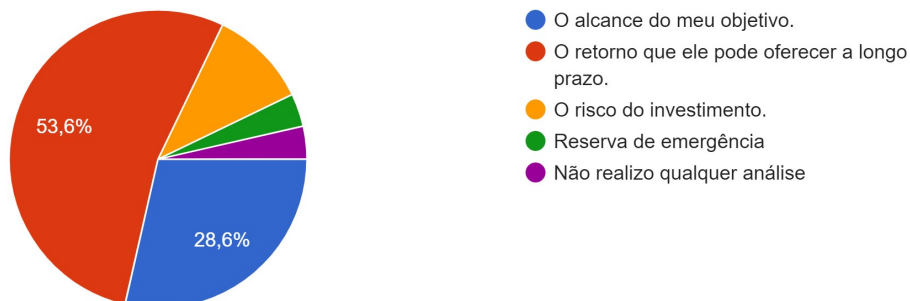 53,6%
28,6%
O alcance do meu objetivo.
O retorno que ele pode oferecer a longo
prazo.
O risco do investimento.
Reserva de emergência
Não realizo qualquer análise